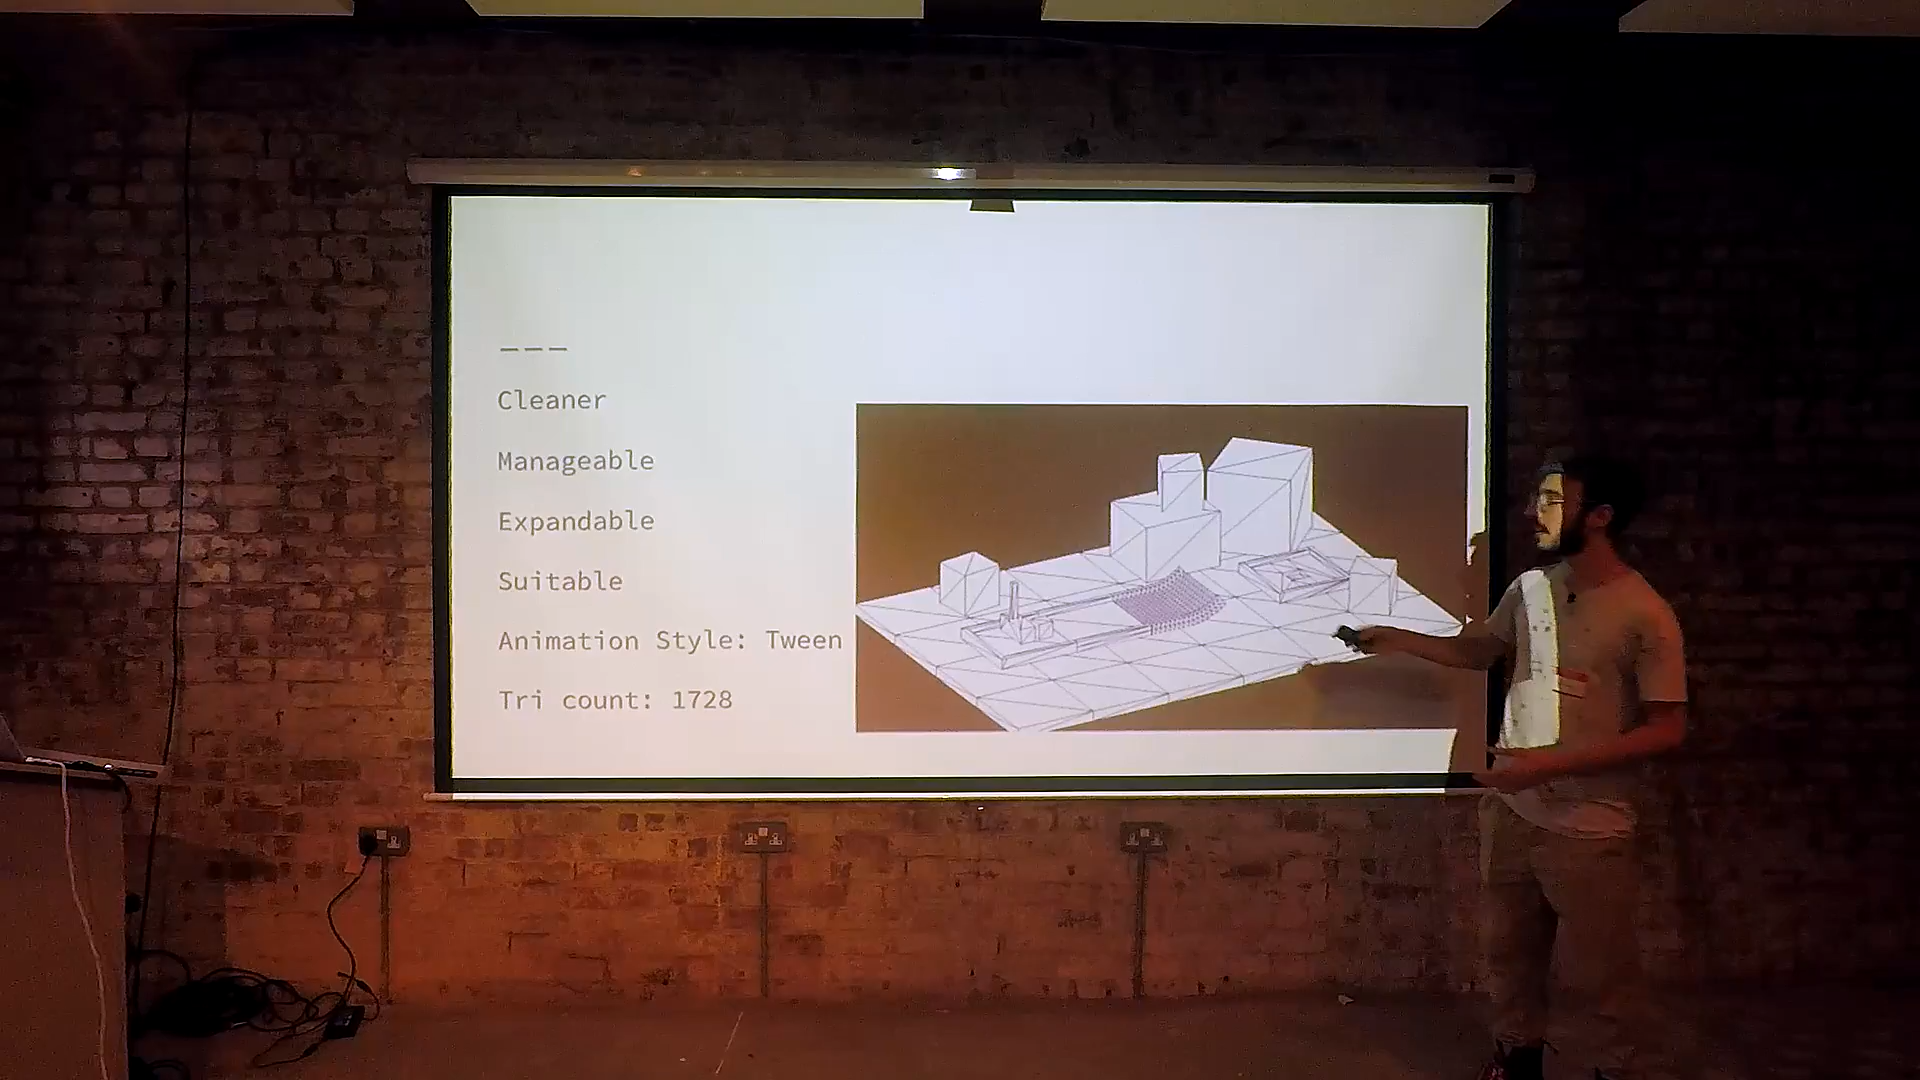 ———
Cleaner
Manageable
Expandable
Suitable
Animation Style: Tween
Tri count: 1728